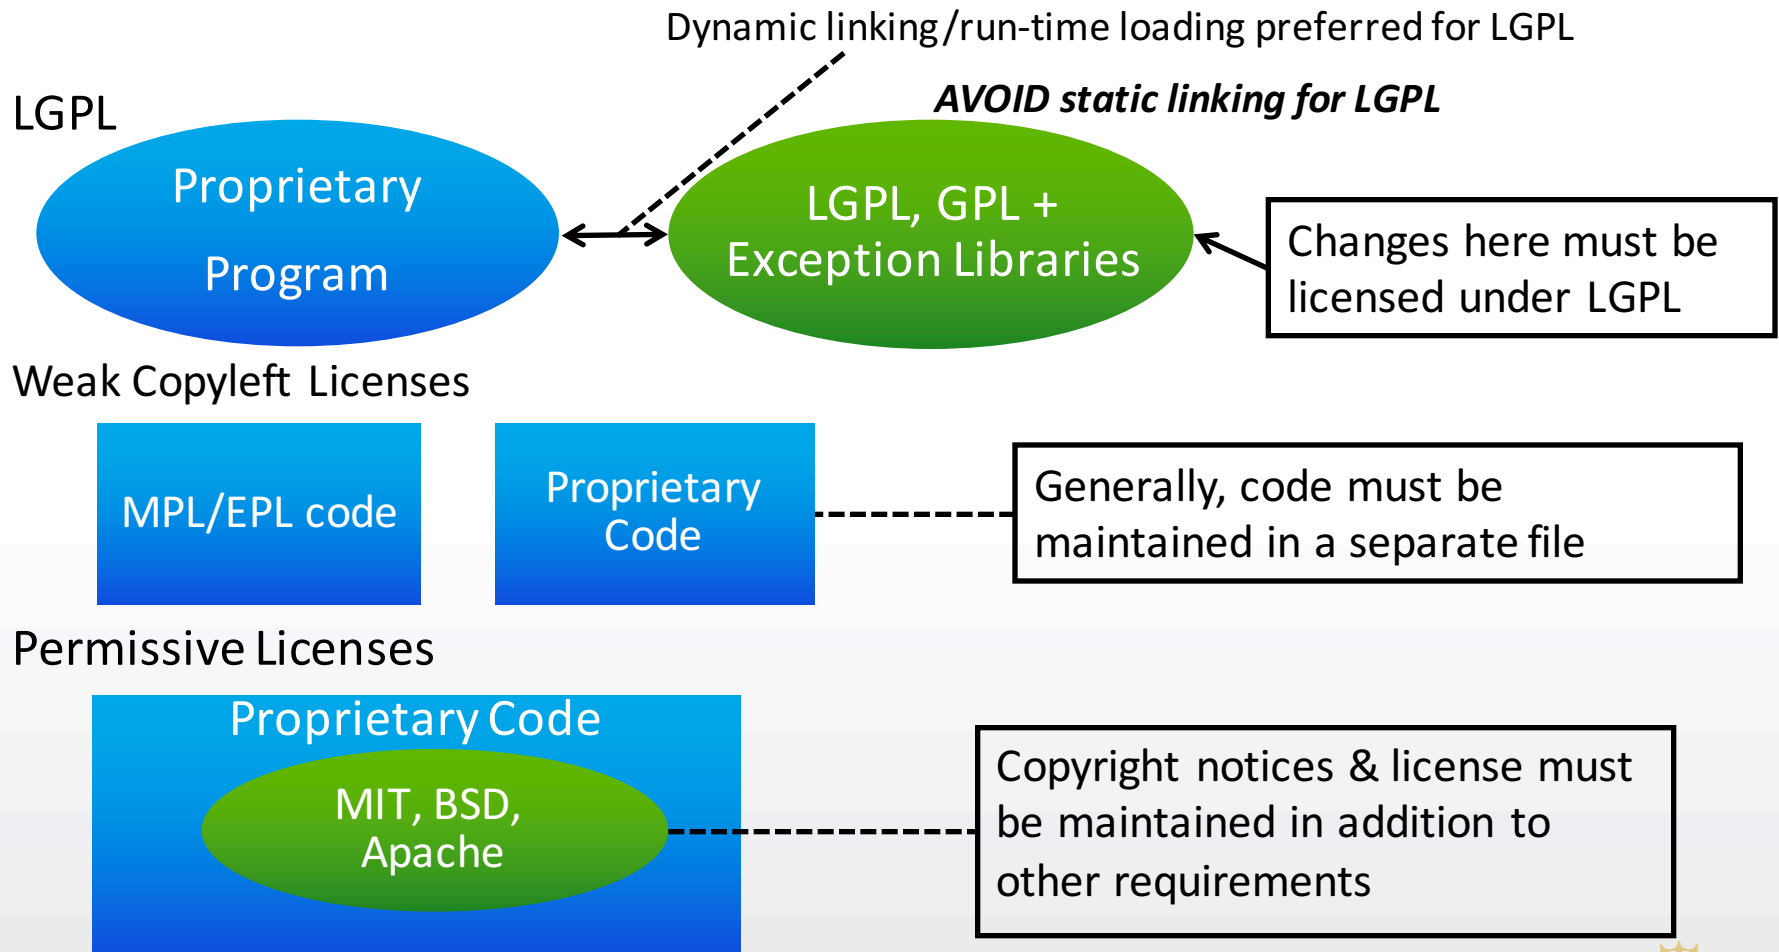 Dynamic linking/run-time loading preferred for LGPL
AVOID static linking for LGPL
LGPL
Proprietary
Program
LGPL, GPL +
Exception Libraries
Changes here must be
licensed under LGPL
Weak Copyleft Licenses
MPL/EPL code
Proprietary
Code
Generally, code must be
maintained in a separate file
Permissive Licenses
Proprietary Code
MIT, BSD,
Apache
Copyright notices & license must
be maintained in addition to
other requirements